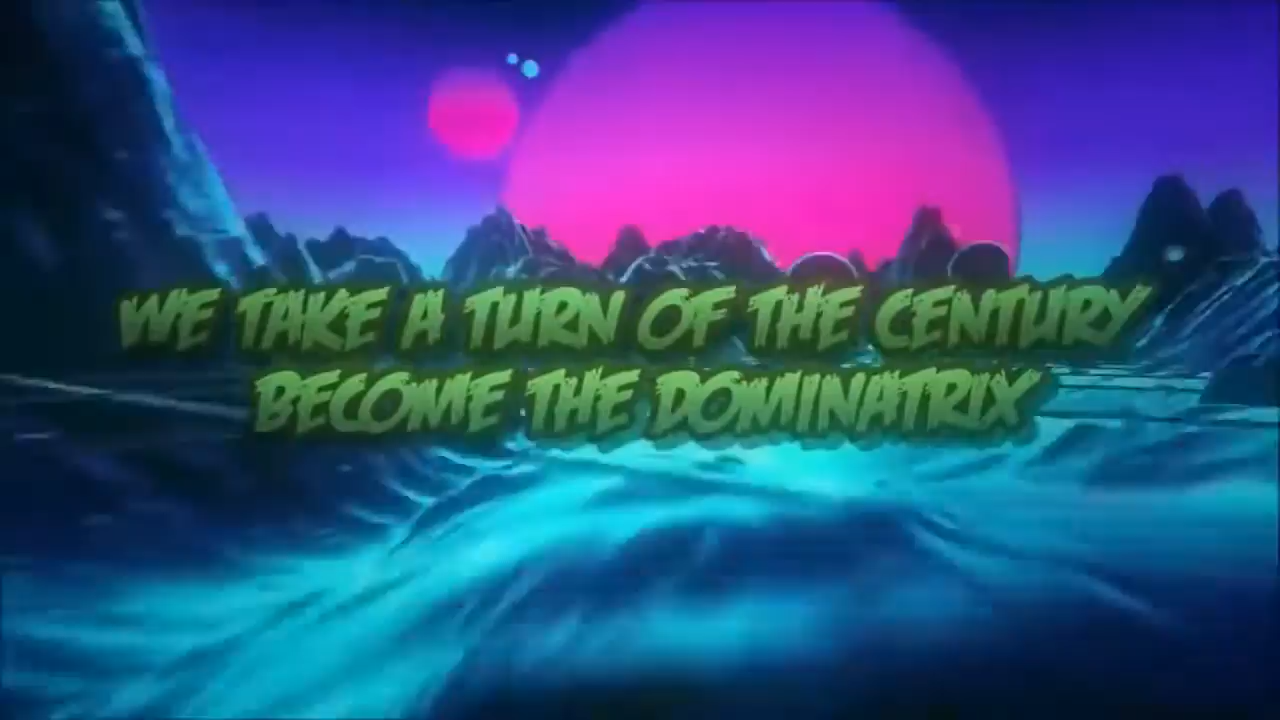 WE TAKE A TURN OF THE CENTURY
BECOME THE DOMINATRIX